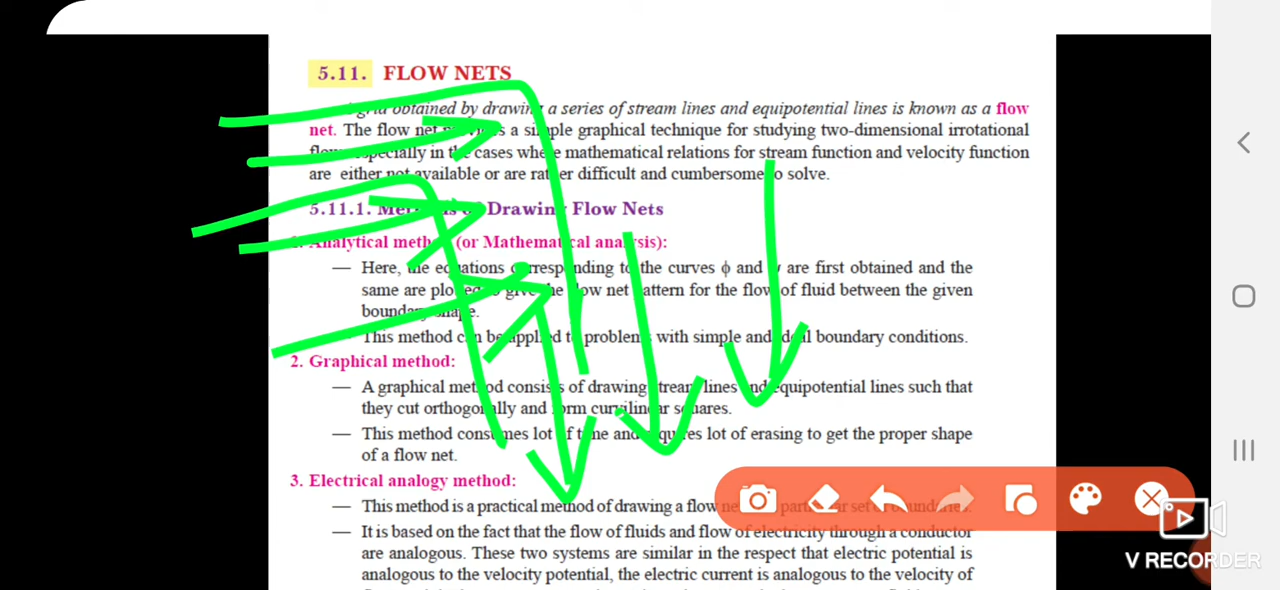 5.11. FLOW NETS
grid obtained by drawing a series of stream lines and equipotential lines is known as a flow
net. The flow net provides a simple graphical technique for studying two-dimensional irrotational
flow especially in the cases where mathematical relations for stream function and velocity function
are either not available or are rather difficult and cumbersome to solve.
5.11.1. Methods of Drawing Flow Nets
1. Analytical method (or Mathematical analysis):
— Here, the equations corresponding to the curves ϕ and ψ are first obtained and the
same are plotted to give the flow net pattern for the flow of fluid between the given
boundary shape.
This method can be applied to problems with simple and ideal boundary conditions.
2. Graphical method:
— A graphical method consists of drawing stream lines and equipotential lines such that
they cut orthogonally and form curvilinear squares.
— This method consumes lot of time and requires lot of erasing to get the proper shape
of a flow net.
3. Electrical analogy method:
— This method is a practical method of drawing a flow net particular set of boundaries.
— It is based on the fact that the flow of fluids and flow of electricity through a conductor
are analogous. These two systems are similar in the respect that electric potential is
analogous to the velocity potential, the electric current is analogous to the velocity of
V RECORDER